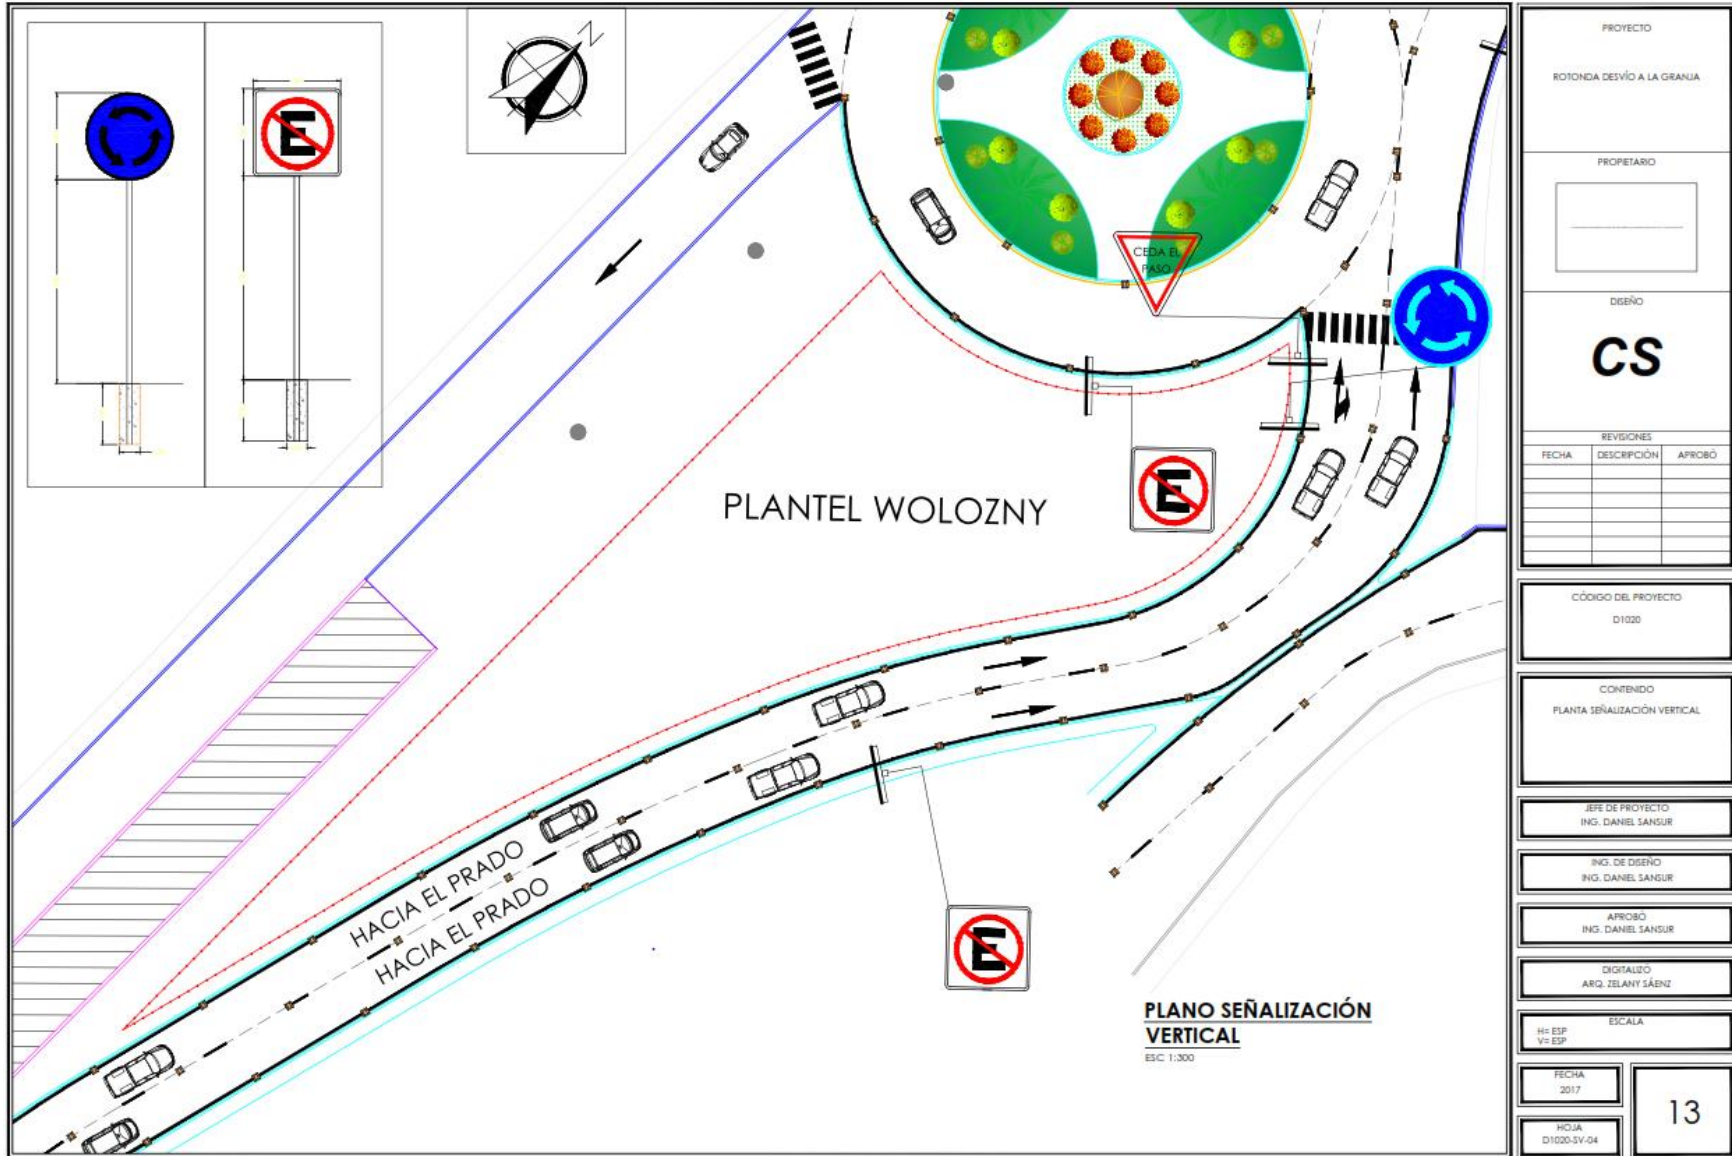 E
Z
CEDA EL
PASO
E
PLANTEL WOLOZNY
HACIA EL PRADO
HACIA EL PRADO
E
PLANO SEÑALIZACIÓN
VERTICAL
ESC 1:300
PROYECTO
ROTONDA DESVÍO A LA GRANJA
PROPIETARIO
DISEÑO
CS
REVISIONES
FECHA DESCRIPCIÓN APROBÓ
CÓDIGO DEL PROYECTO
D1020
CONTENIDO
PLANTA SEÑALIZACIÓN VERTICAL
JEFE DE PROYECTO
ING. DANIEL SANSUR
ING. DE DISEÑO
ING. DANIEL SANSUR
APROBÓ
ING. DANIEL SANSUR
DIGITALIZÓ
ARQ. ZELANY SÁENZ
ESCALA
H= ESP
V= ESP
FECHA
2017
HOJA
D1020-SV-04
13